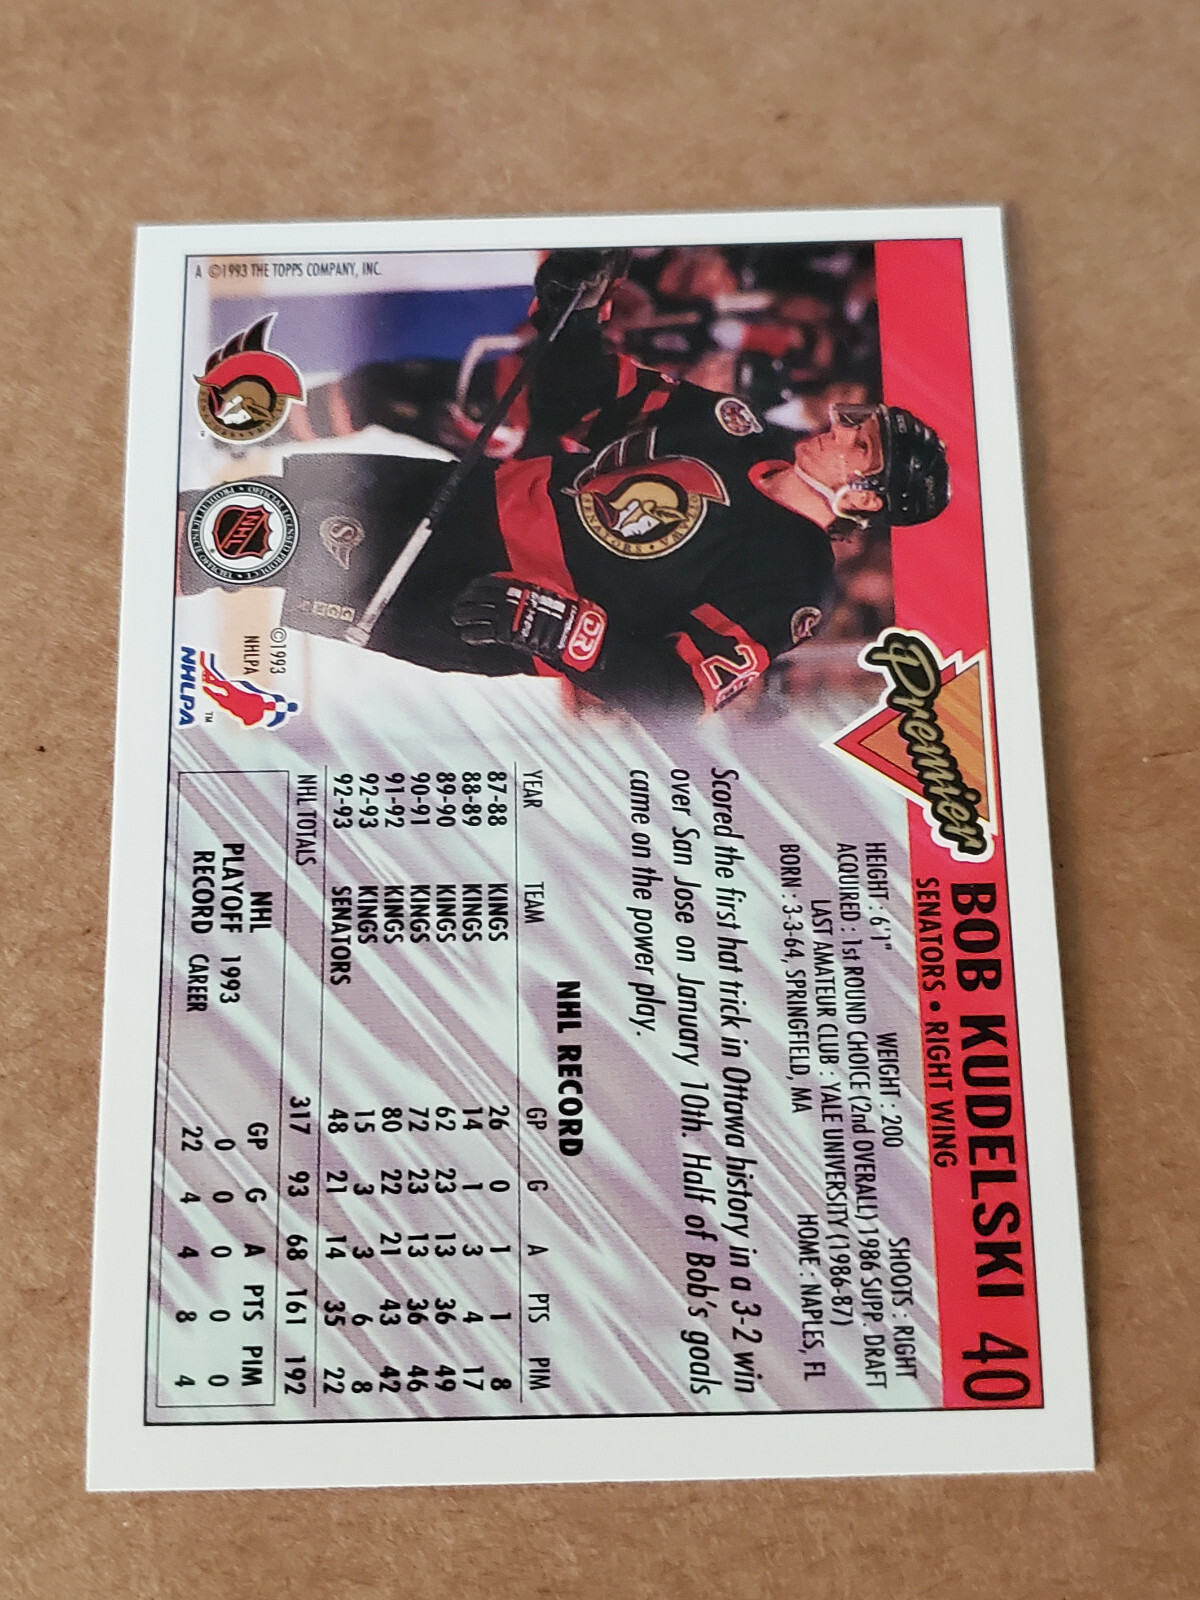 BOB KUDELSKI 40
SENATORS • RIGHT WING
Premier
HEIGHT : 6'1" WEIGHT : 200 SHOOTS : RIGHT
ACQUIRED : 1st ROUND CHOICE (2nd OVERALL) 1986 SUPP. DRAFT
LAST AMATEUR CLUB : YALE UNIVERSITY (1986-87)
BORN : 3-3-64, SPRINGFIELD, MA HOME : NAPLES, FL
Scored the first hat trick in Ottawa history in a 3-2 win
over San Jose on January 10th. Half of Bob's goals
came on the power play.
NHL RECORD
YEAR TEAM GP G A PTS PIM
87-88 KINGS 26 0 1 1 8
88-89 KINGS 14 1 3 4 17
89-90 KINGS 62 23 13 36 49
90-91 KINGS 72 23 13 36 46
91-92 KINGS 80 22 21 43 42
92-93 KINGS 15 3 3 6 8
92-93 SENATORS 48 21 14 35 22
NHL TOTALS 317 93 68 161 192
NHL GP G A PTS PIM
PLAYOFF 1993 0 0 0 0 0
RECORD CAREER 22 4 4 8 4
A ©1993 THE TOPPS COMPANY, INC.
SENATORS
NHL
OFFICIAL LICENSED PRODUCT
©1993
NHLPA
NHLPA
TM
DR
2